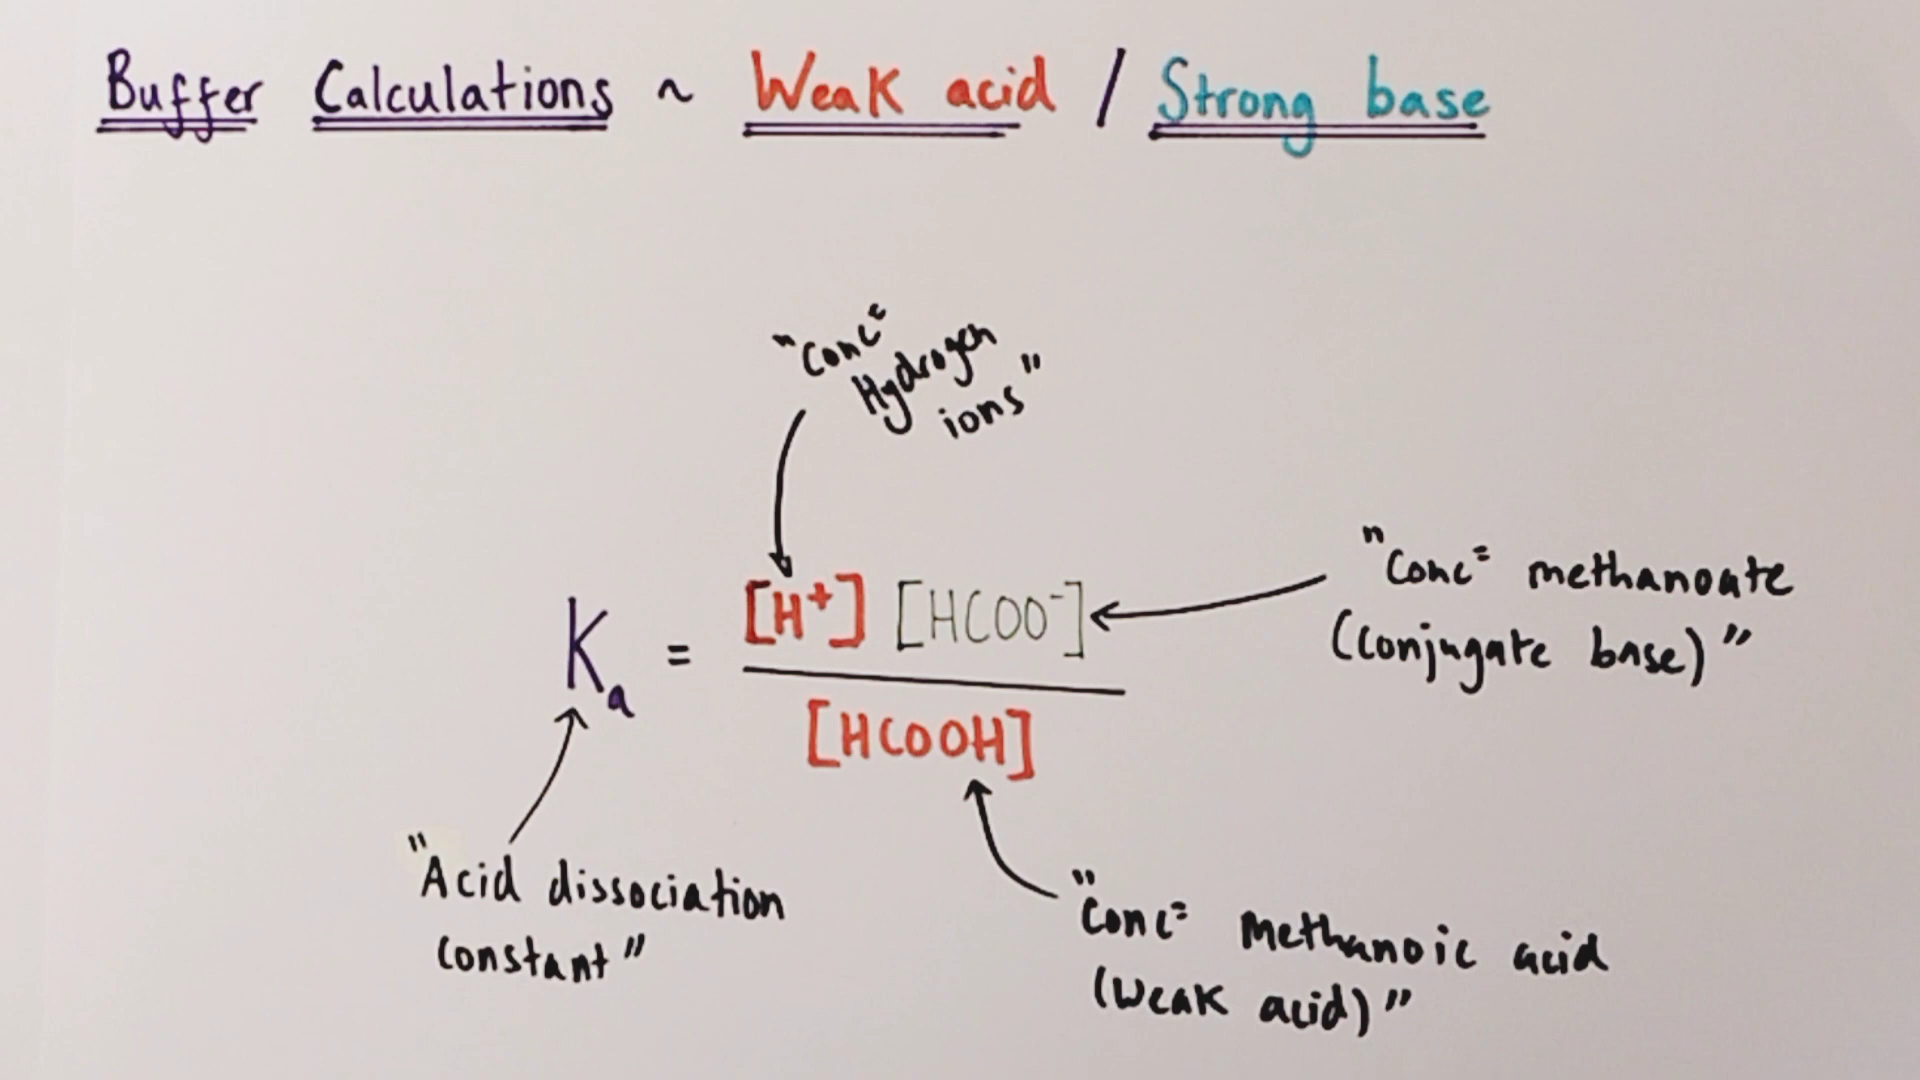 Buffer Calculations ~ Weak acid / Strong base
"Conc=
Hydrogen
ions"
Ka = [H+] [HCOO-]
[HCOOH]
"Conc= methanoate
(conjugate base)"
"Acid dissociation
constant"
"Conc= Methanoic acid
(weak acid)"